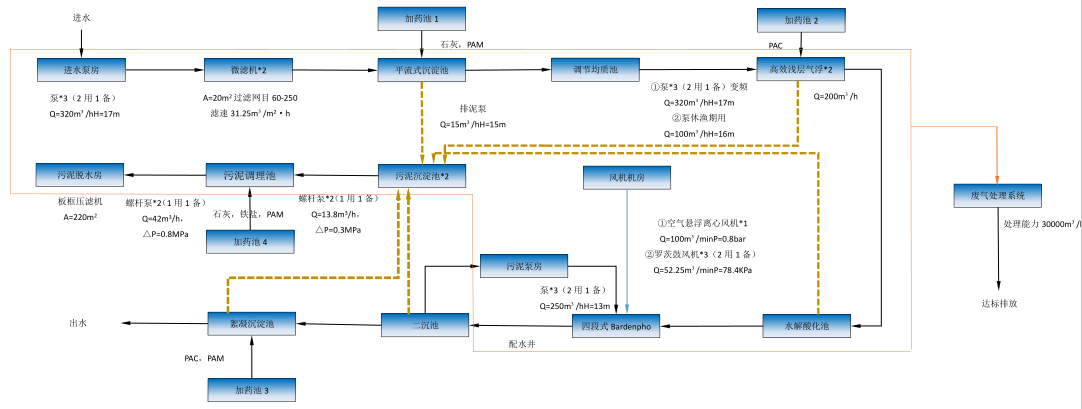 进水
加药池 1
加药池 2
石灰，PAM
PAC
进水泵房
微滤机*2
平流式沉淀池
调节均质池
高效浅层气浮*2
泵*3（2 用 1 备）
Q=320m³ /hH=17m
A=20m² 过滤网目 60-250
滤速 31.25m³ /m²・h
排泥泵
Q=15m³ /hH=15m
①泵*3（2 用 1 备）变频
Q=320m³ /hH=17m
②泵休渔期用
Q=100m³ /hH=16m
Q=200m³ /h
污泥脱水房
污泥调理池
污泥沉淀池*2
风机机房
废气处理系统
板框压滤机
A=220m²
螺杆泵*2（1 用 1 备）
Q=42m³/h，
△P=0.8MPa
石灰，铁盐，PAM
螺杆泵*2（1 用 1 备）
Q=13.8m³/h，
△P=0.3MPa
①空气悬浮离心风机*1
Q=100m³ /minP=0.8bar
②罗茨鼓风机*3（2 用 1 备）
Q=52.25m³ /minP=78.4KPa
处理能力 30000m³ /
加药池 4
污泥泵房
泵*3（2 用 1 备）
Q=250m³ /hH=13m
达标排放
出水
絮凝沉淀池
二沉池
四段式 Bardenpho
水解酸化池
配水井
PAC，PAM
加药池 3